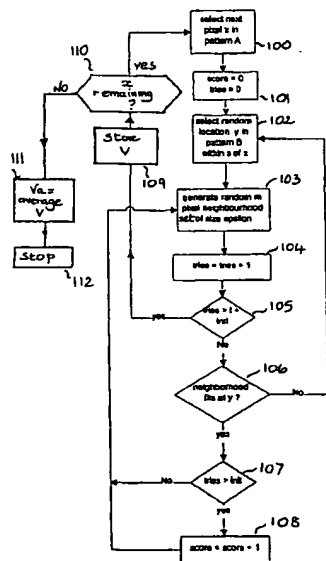 select next
pixel x in
pattern A
100
score = 0
tries = 0
101
102
select random
location y in
pattern B
within s of x
103
generate random m
pixel neighbourhood
set of size epsilon
104
tries = tries + 1
105
tries > t +
init
yes
No
106
neighborhood
fits at y ?
No
yes
107
tries > init
No
yes
108
score = score + 1
109
store
V
110
x
remaining
?
YES
NO
111
Va =
average
V
stop
112